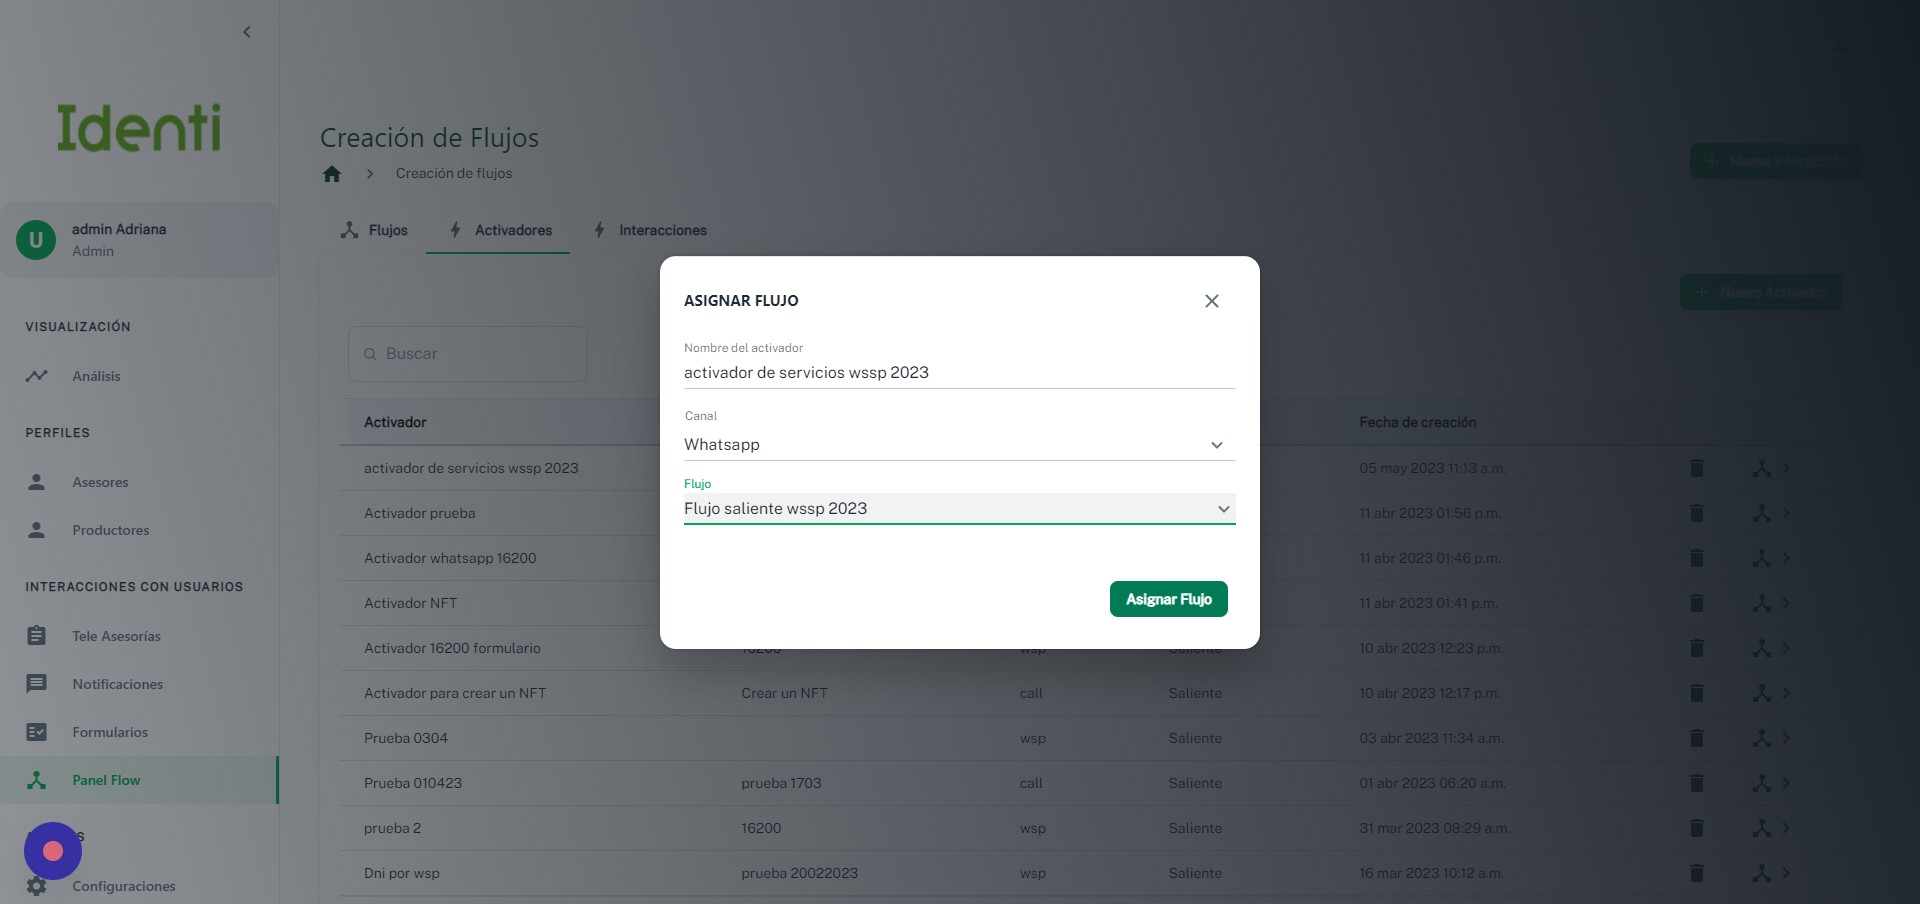 Identi
U
admin Adriana
Admin
VISUALIZACIÓN
Análisis
PERFILES
Asesores
Productores
INTERACCIONES CON USUARIOS
Tele Asesorías
Notificaciones
Formularios
Panel Flow
Configuraciones
Creación de Flujos
Creación de flujos
+ Nueva Interacción
Flujos
Activadores
Interacciones
+ Nuevo Activador
Buscar
Activador
Fecha de creación
activador de servicios wssp 2023
05 may 2023 11:13 a.m.
Activador prueba
11 abr 2023 01:56 p.m.
Activador whatsapp 16200
11 abr 2023 01:46 p.m.
Activador NFT
11 abr 2023 01:41 p.m.
Activador 16200 formulario 16200 wsp Saliente 10 abr 2023 12:23 p.m.
Activador para crear un NFT Crear un NFT call Saliente 10 abr 2023 12:17 p.m.
Prueba 0304 wsp Saliente 03 abr 2023 11:34 a.m.
Prueba 010423 prueba 1703 call Saliente 01 abr 2023 06:20 a.m.
prueba 2 16200 wsp Saliente 31 mar 2023 08:29 a.m.
Dni por wsp prueba 20022023 wsp Saliente 16 mar 2023 10:12 a.m.
ASIGNAR FLUJO
Nombre del activador
activador de servicios wssp 2023
Canal
Whatsapp
Flujo
Flujo saliente wssp 2023
Asignar Flujo